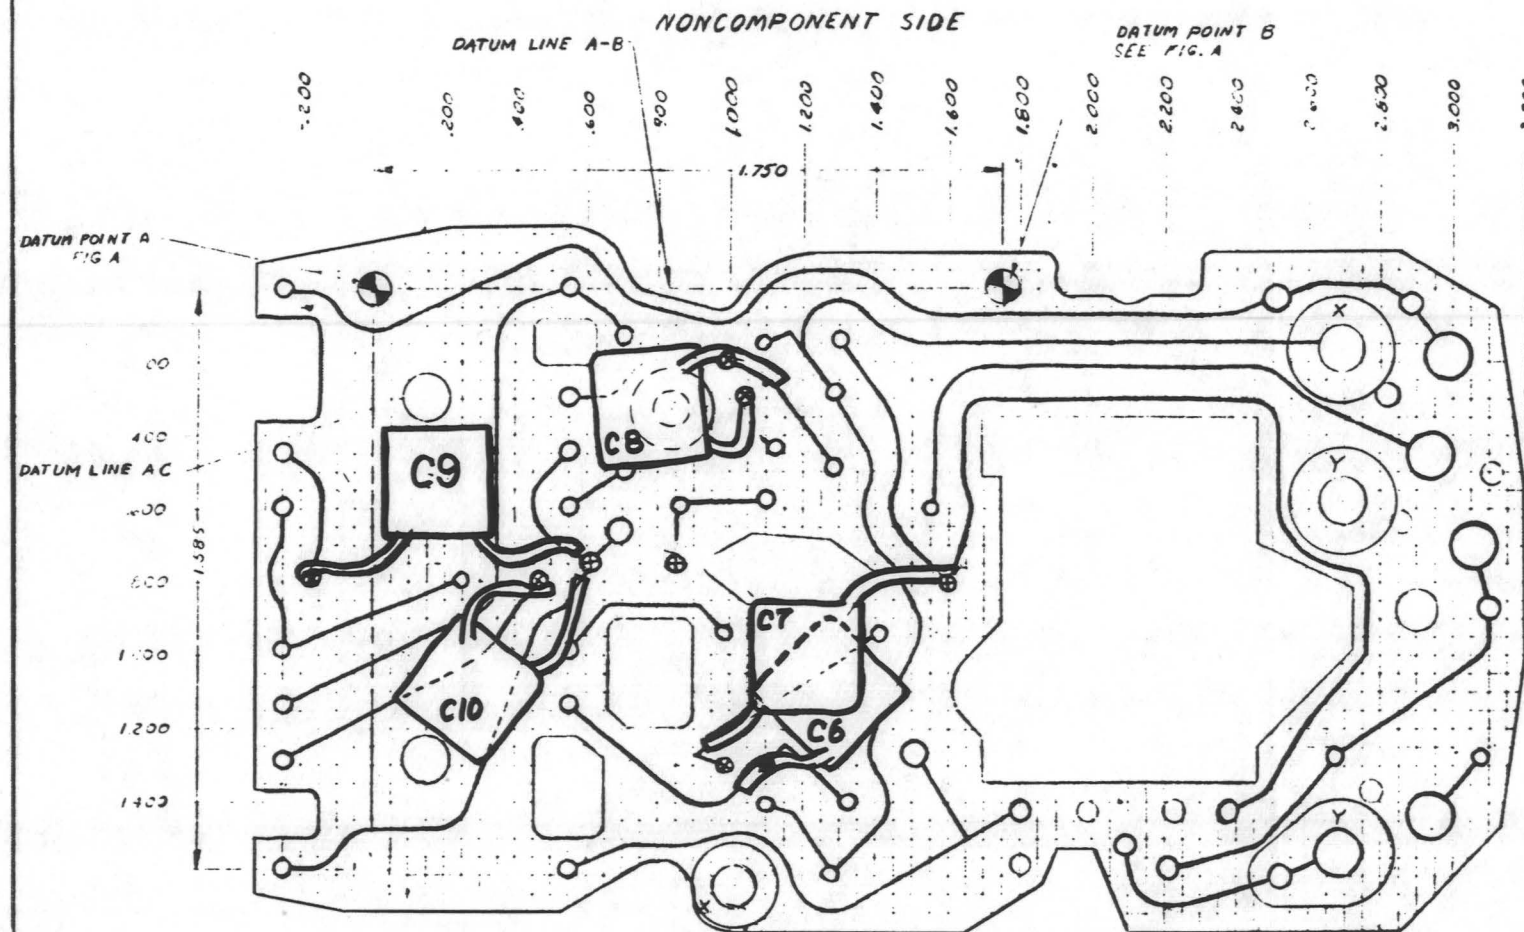 NONCOMPONENT SIDE
DATUM LINE A-B
DATUM POINT B
SEE FIG. A
-.200
.200
.400
.600
1.000
1.200
1.400
1.600
1.800
2.000
2.200
2.800
3.000
1.750
DATUM POINT A
FIG A
400
DATUM LINE AC
1.200
X
C8
C9
Y
C7
C10
C6
Y
X